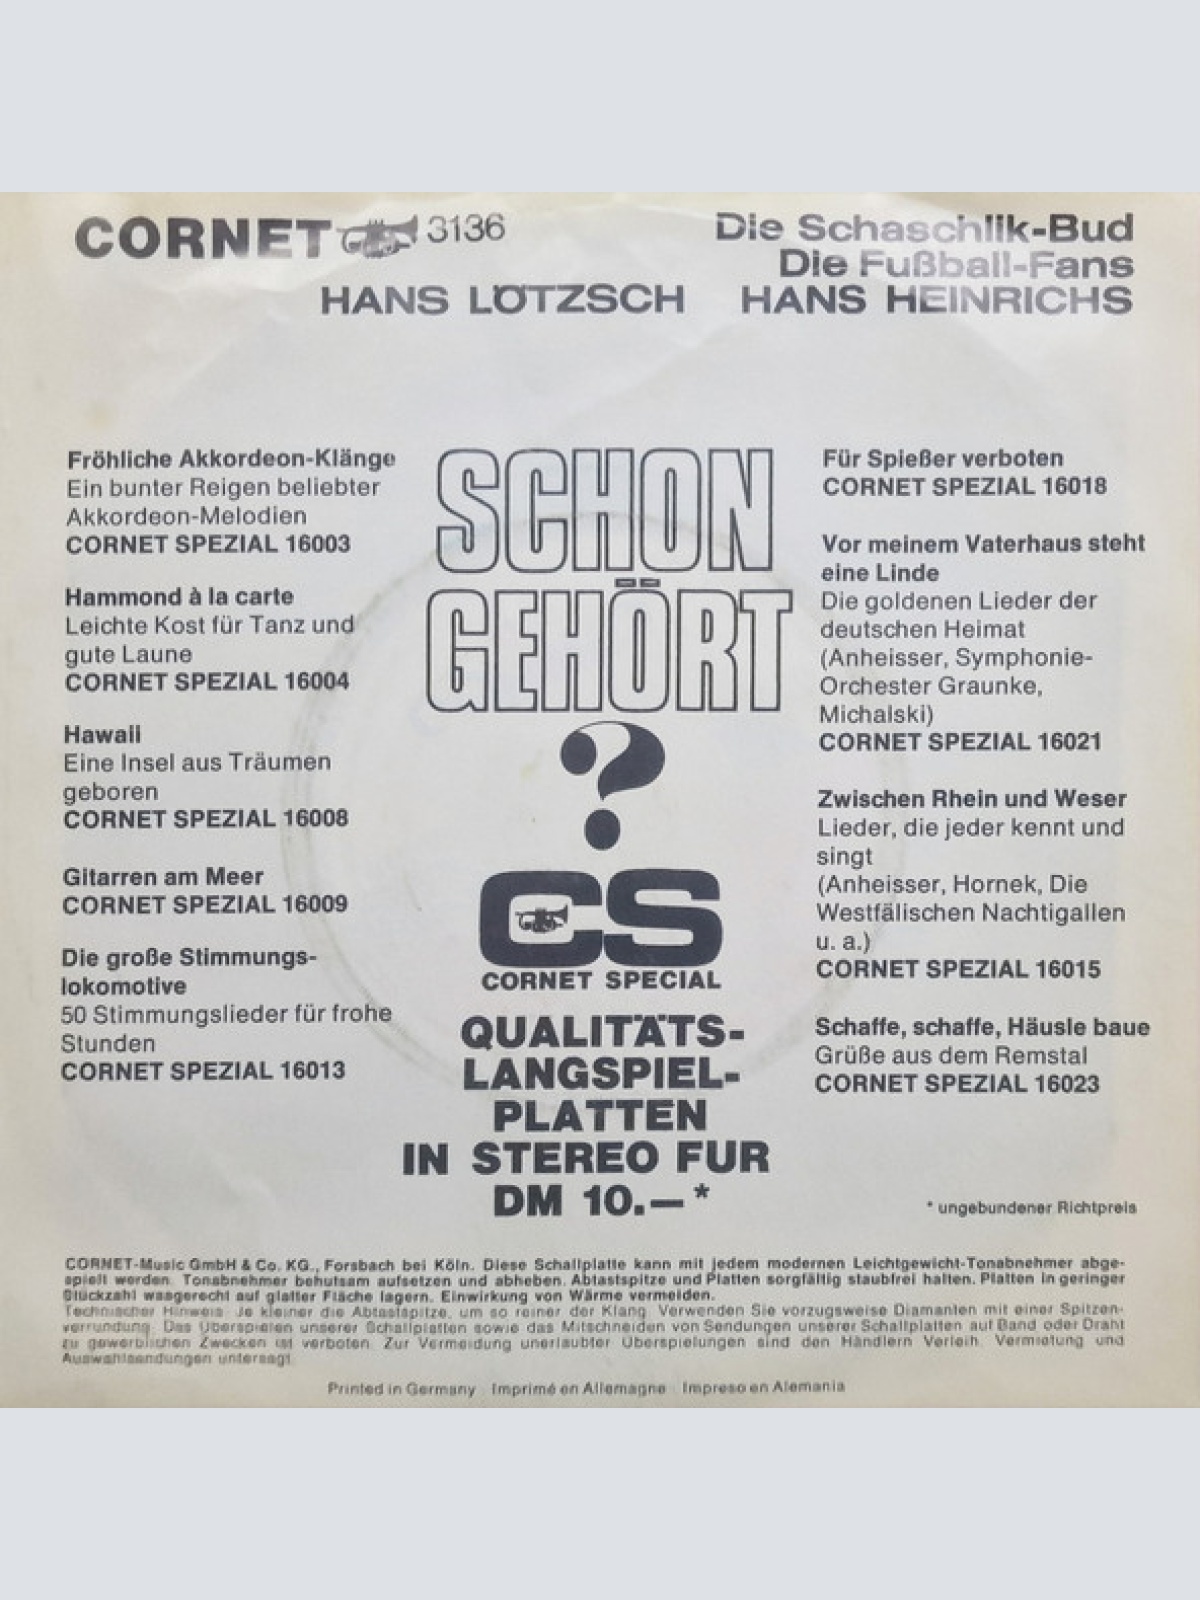 CORNET 3136
Die Schaschlik-Bud
Die Fußball-Fans
HANS LÖTZSCH HANS HEINRICHS
Fröhliche Akkordeon-Klänge
Ein bunter Reigen beliebter
Akkordeon-Melodien
CORNET SPEZIAL 16003
Hammond à la carte
Leichte Kost für Tanz und
gute Laune
CORNET SPEZIAL 16004
Hawaii
Eine Insel aus Träumen
geboren
CORNET SPEZIAL 16008
Gitarren am Meer
CORNET SPEZIAL 16009
Die große Stimmungs-
lokomotive
50 Stimmungslieder für frohe
Stunden
CORNET SPEZIAL 16013
SCHON
GEHÖRT
?
CS
CORNET SPECIAL
QUALITÄTS-
LANGSPIEL-
PLATTEN
IN STEREO FUR
DM 10.—*
Für Spießer verboten
CORNET SPEZIAL 16018
Vor meinem Vaterhaus steht
eine Linde
Die goldenen Lieder der
deutschen Heimat
(Anheisser, Symphonie-
Orchester Graunke,
Michalski)
CORNET SPEZIAL 16021
Zwischen Rhein und Weser
Lieder, die jeder kennt und
singt
(Anheisser, Hornek, Die
Westfälischen Nachtigallen
u. a.)
CORNET SPEZIAL 16015
Schaffe, schaffe, Häusle baue
Grüße aus dem Remstal
CORNET SPEZIAL 16023
* ungebundener Richtpreis
CORNET-Music GmbH & Co. KG., Forsbach bei Köln. Diese Schallplatte kann mit jedem modernen Leichtgewicht-Tonabnehmer abge-
spielt werden. Tonabnehmer behutsam aufsetzen und abheben. Abtastspitze und Platten sorgfältig staubfrei halten. Platten in geringer
Stückzahl waagerecht auf glatter Fläche lagern. Einwirkung von Wärme vermeiden.
Technischer Hinweis: Je kleiner die Abtastspitze, um so reiner der Klang. Verwenden Sie vorzugsweise Diamanten mit einer Spitzen-
verrundung. Das Überspielen unserer Schallplatten sowie das Mitschneiden von Sendungen unserer Schallplatten auf Band oder Draht
zu gewerblichen Zwecken ist verboten. Zur Vermeidung unerlaubter Überspielungen sind den Händlern Verleih, Vermietung und
Auswahlsendungen untersagt.
Printed in Germany Imprimé en Allemagne Impreso en Alemania